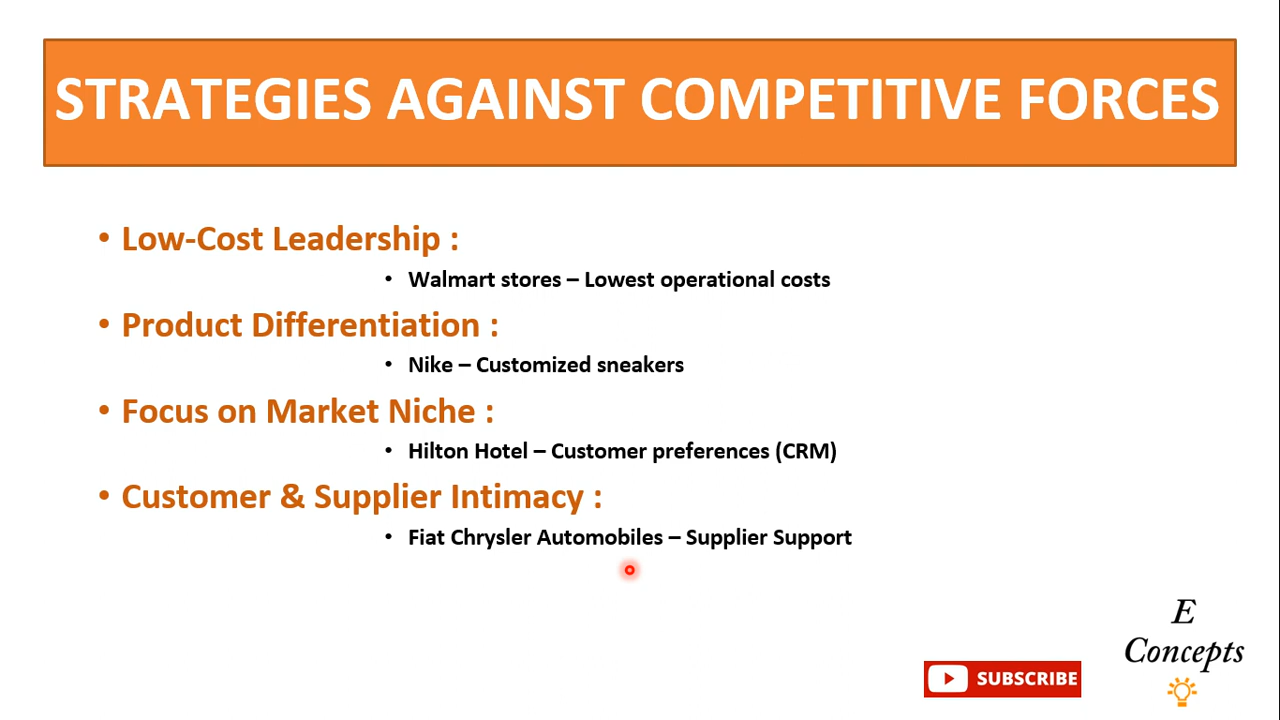 STRATEGIES AGAINST COMPETITIVE FORCES
• Low-Cost Leadership :
• Walmart stores – Lowest operational costs
• Product Differentiation :
• Nike – Customized sneakers
• Focus on Market Niche :
• Hilton Hotel – Customer preferences (CRM)
• Customer & Supplier Intimacy :
• Fiat Chrysler Automobiles – Supplier Support
E
Concepts
SUBSCRIBE